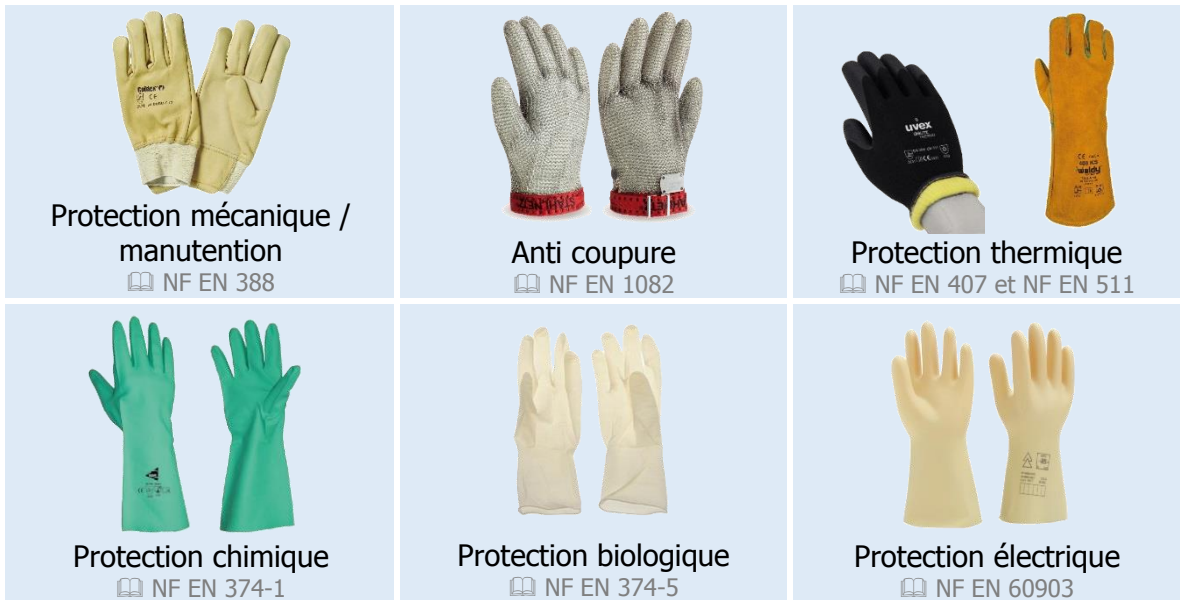 Protection mécanique /
manutention
NF EN 388
Anti coupure
NF EN 1082
uvex
Protection thermique
NF EN 407 et NF EN 511
Protection chimique
NF EN 374-1
Protection biologique
NF EN 374-5
Protection électrique
NF EN 60903